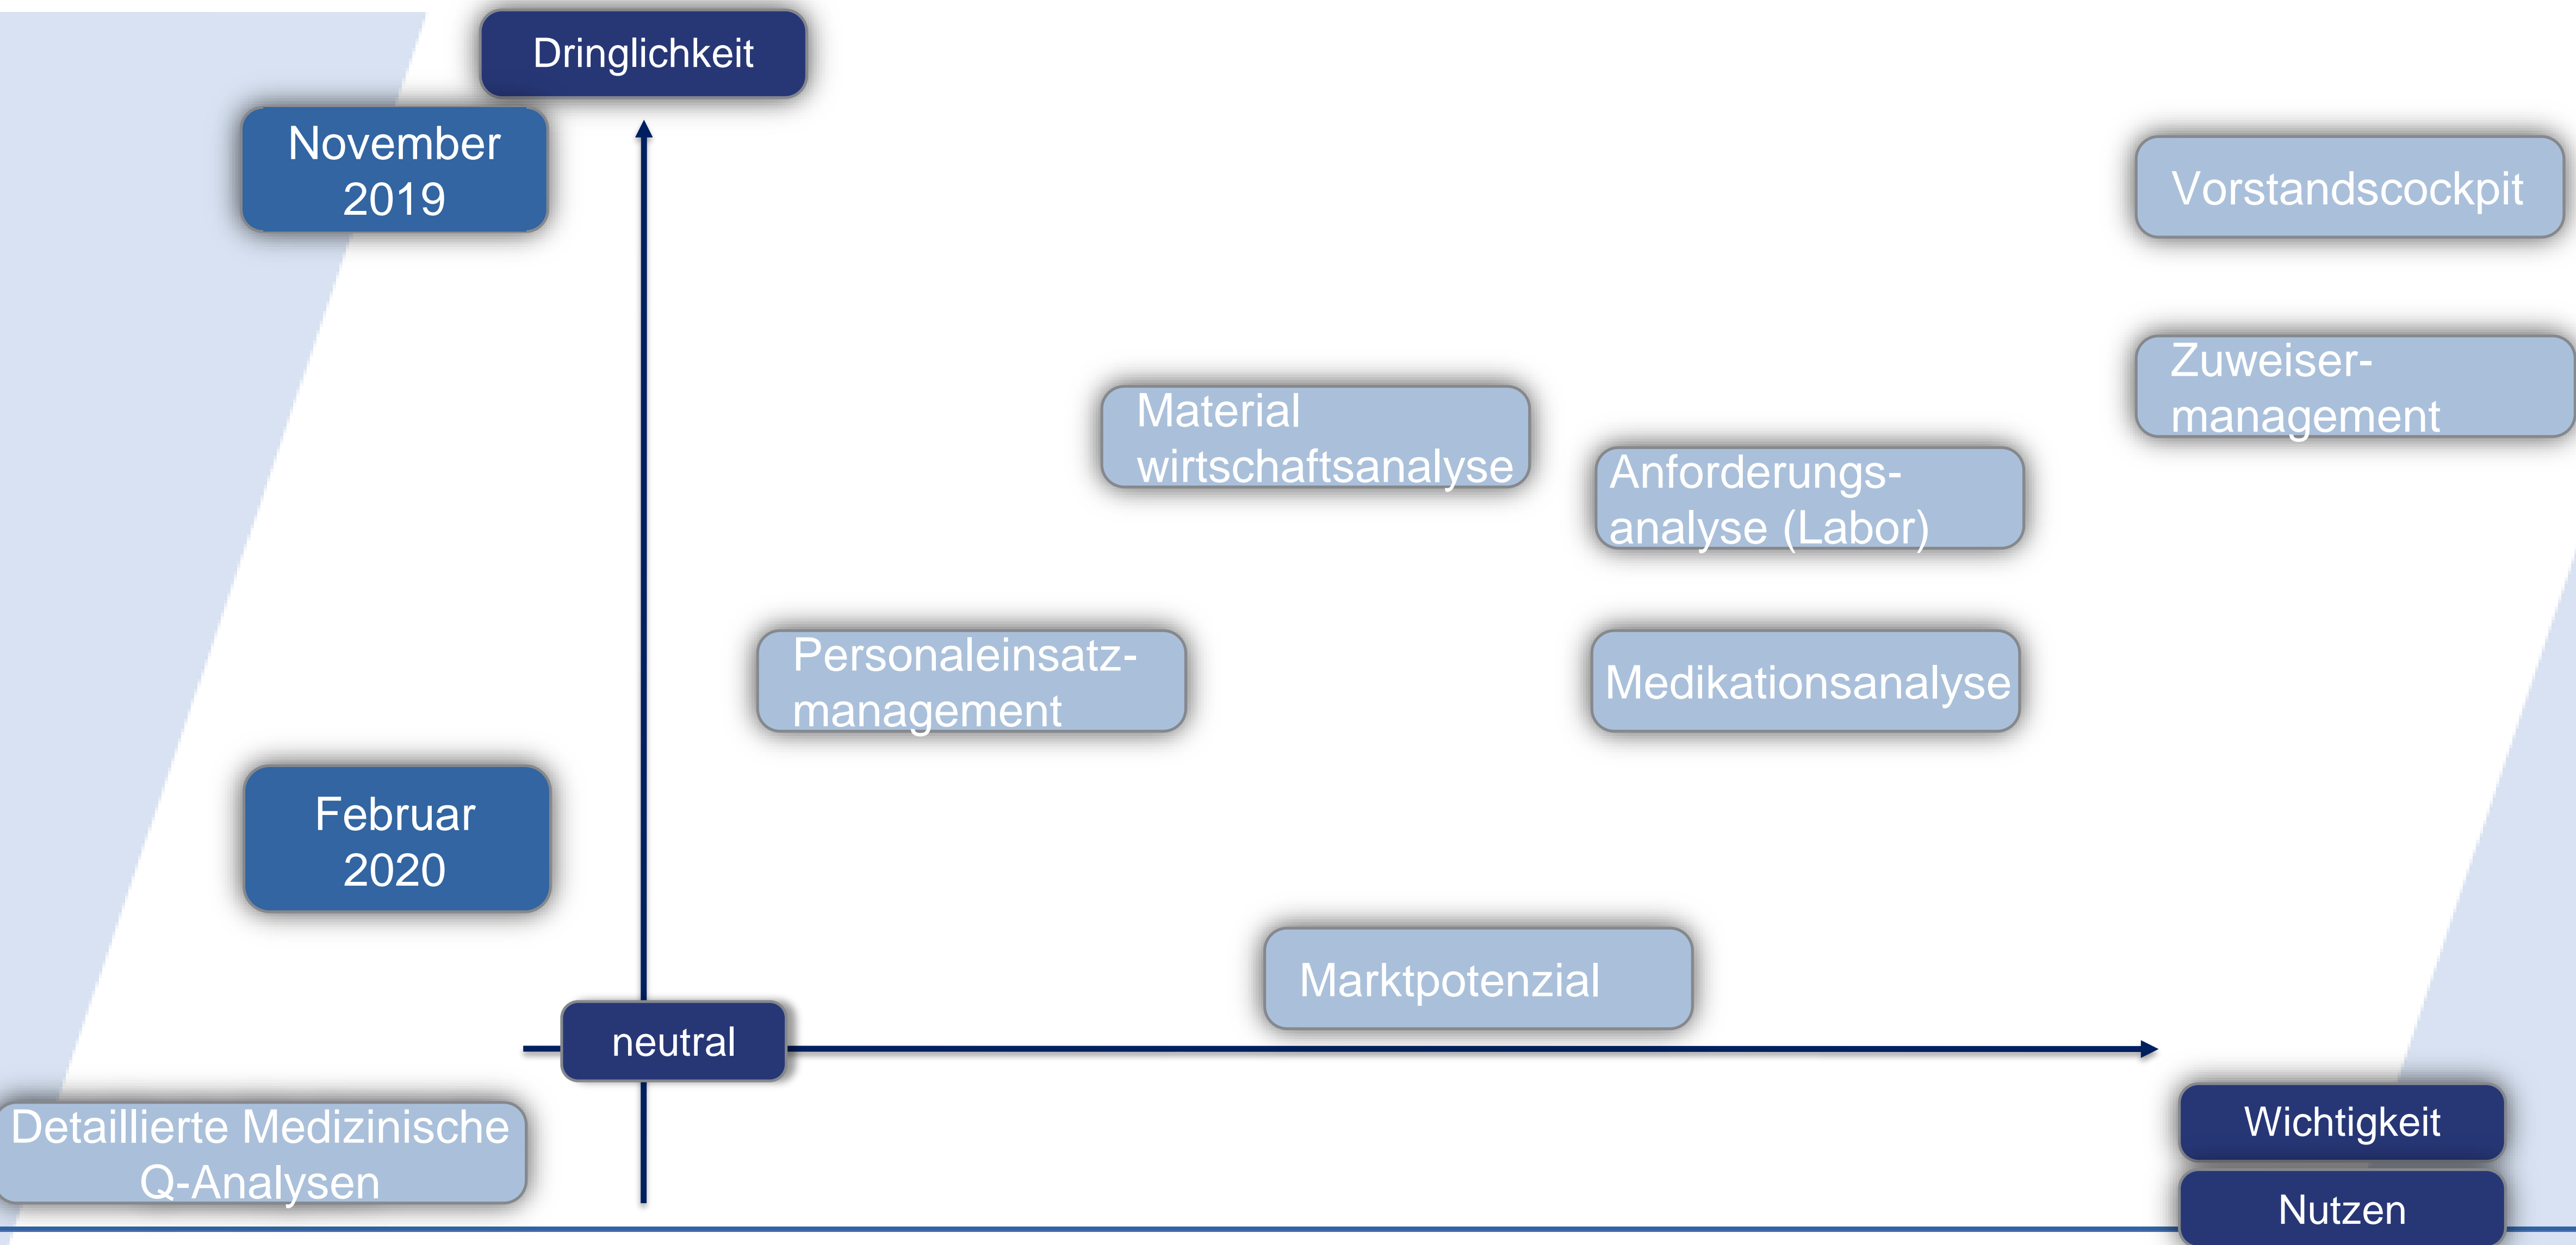 Dringlichkeit
November
2019
Vorstandscockpit
Zuweiser-
management
Material
wirtschaftsanalyse
Anforderungs-
analyse (Labor)
Personaleinsatz-
management
Medikationsanalyse
Februar
2020
Marktpotenzial
neutral
Detaillierte Medizinische
Q-Analysen
Wichtigkeit
Nutzen